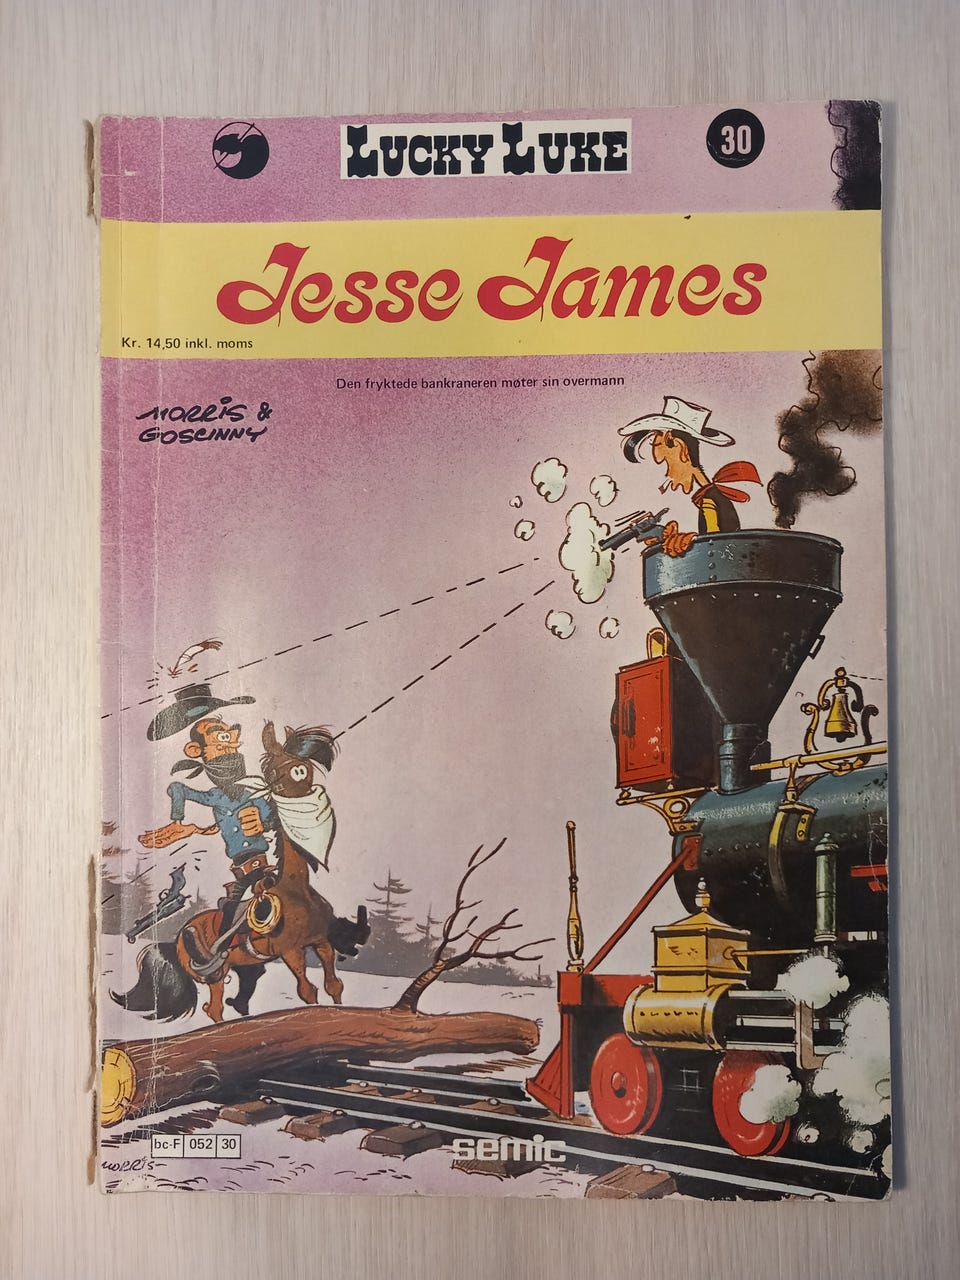 LUCKY LUKE
30
Jesse James
Kr. 14,50 inkl. moms
Den fryktede bankraneren møter sin overmann
MORRIS &
GOSCINNY
bc-F 052 30
semic
MORRIS-